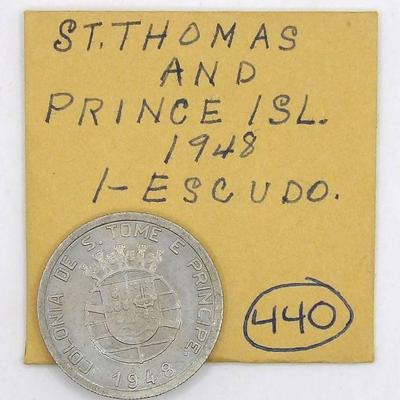 ST. THOMAS
AND
PRINCE ISL.
1948
1-ESCUDO.
440
COLONIA DE S. TOME E PRINCIPE.
1948